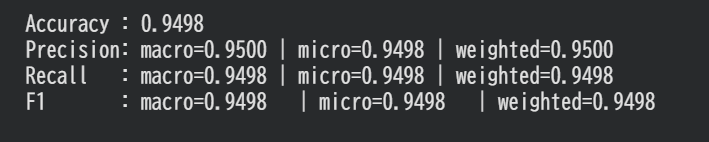 Accuracy : 0.9498
Precision: macro=0.9500 | micro=0.9498 | weighted=0.9500
Recall   : macro=0.9498 | micro=0.9498 | weighted=0.9498
F1       : macro=0.9498   | micro=0.9498   | weighted=0.9498